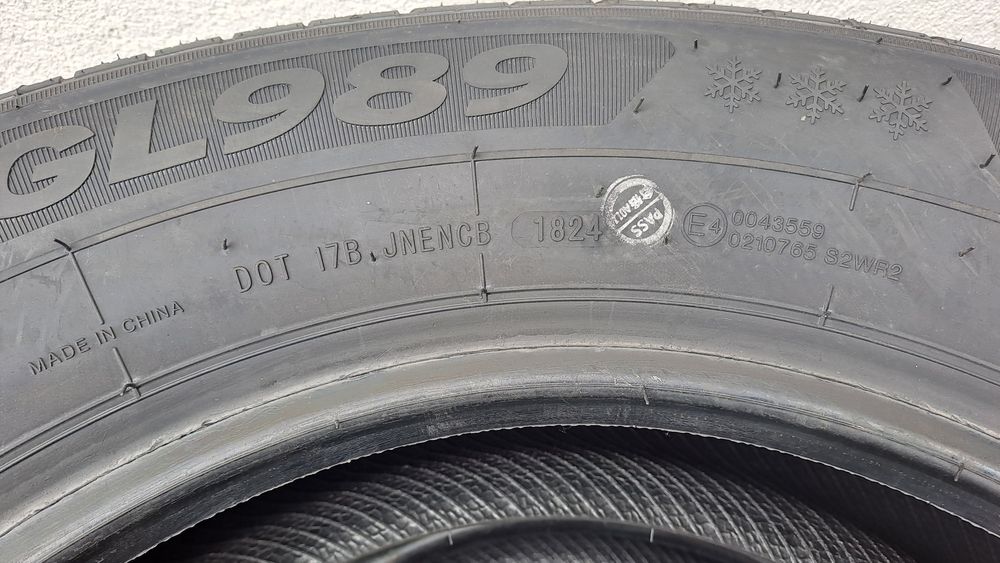 GL989
DOT 17B JNENCB 1824
PASS
E4
0043559
0210765 S2WR2
MADE IN CHINA